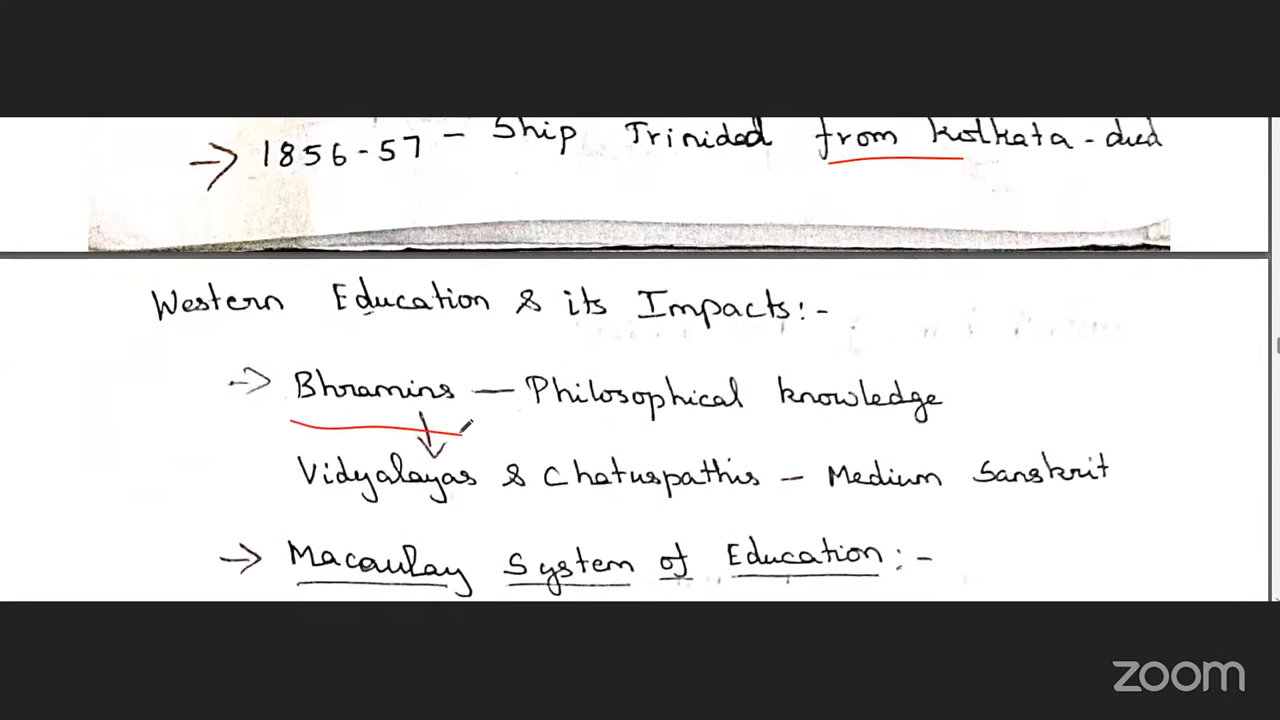 → 1856-57 - Ship Trinidad from Kolkata - died
Western Education & its Impacts:-
→ Bhramins — Philosophical knowledge
↓
Vidyalayas & Chatuspathis - Medium Sanskrit
→ Macaulay System of Education:-
zoom